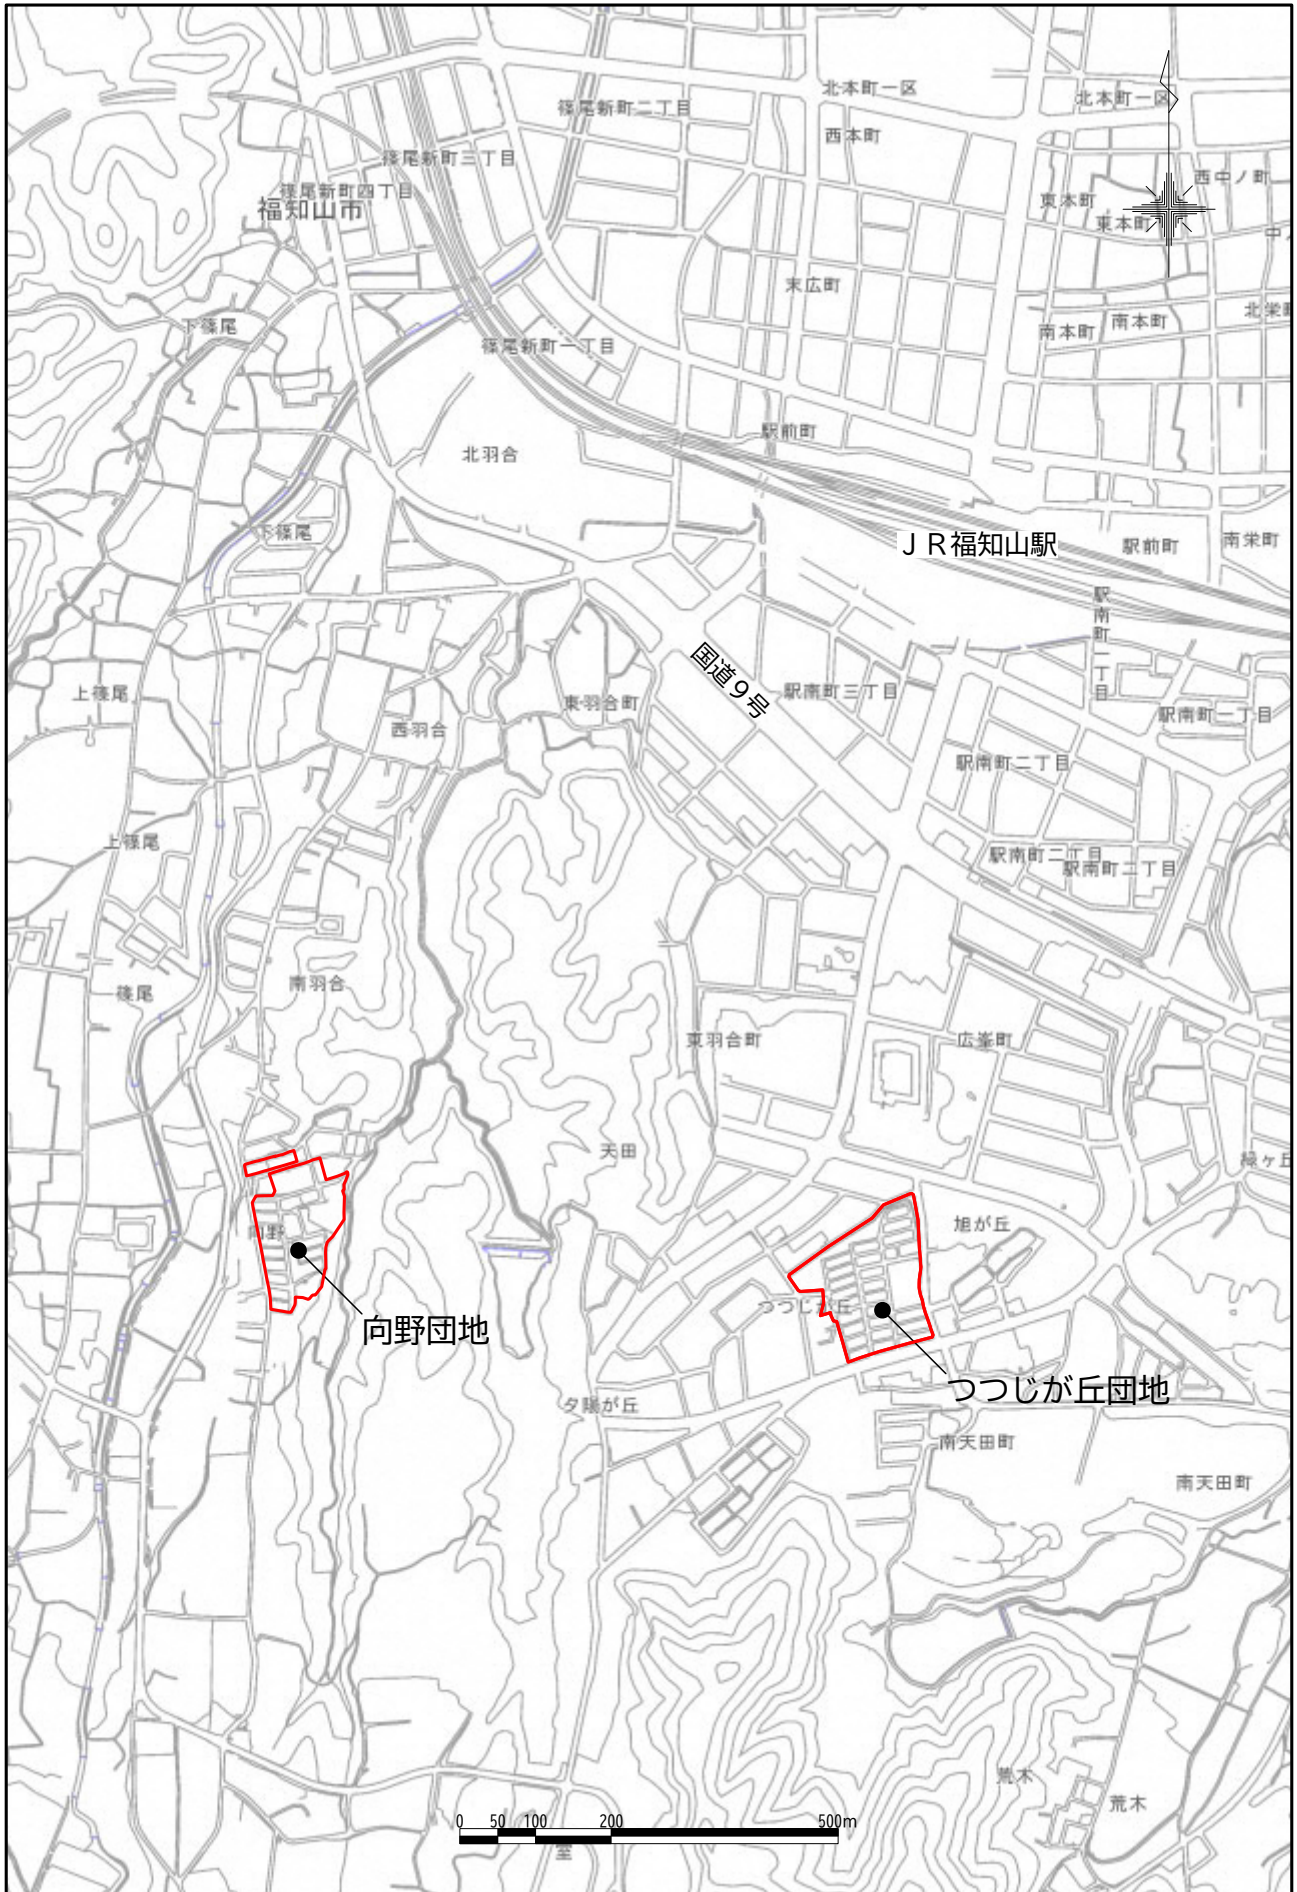 北本町一区
北本町一区
篠尾新町二丁目
西本町
篠尾新町三丁目
西中ノ町
篠尾新町四丁目
東本町
福知山市
東本町
中ノ
末広町
北栄町
下篠尾
南本町
南本町
篠尾新町一丁目
駅前町
北羽合
下篠尾
ＪＲ福知山駅
駅前町
南栄町
駅南町一丁目
国道９号
上篠尾
東羽合町
駅南町三丁目
駅南町一丁目
西羽合
駅南町二丁目
上篠尾
駅南町二丁目
駅南町二丁目
南羽合
篠尾
東羽合町
広峯町
天田
緑ヶ丘
旭が丘
向野
つつじが丘
向野団地
つつじが丘団地
夕陽が丘
南天田町
南天田町
荒木
荒木
0 50 100 200 500m
室